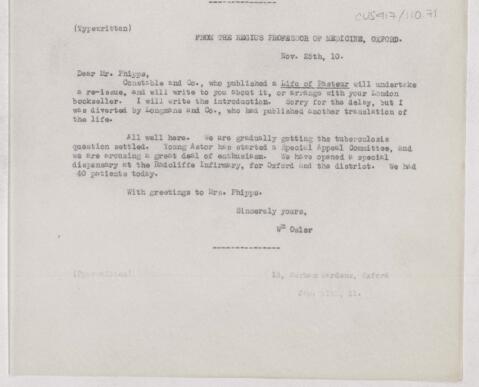 CUS417/110.71
(Typewritten)
FROM THE REGIUS PROFESSOR OF MEDICINE, OXFORD.
Nov. 25th, 10.
Dear Mr. Phipps,
Constable and Co., who published a Life of Pasteur will undertake
a re-issue, and will write to you about it, or arrange with your London
bookseller. I will write the introduction. Sorry for the delay, but I
was diverted by Longmans and Co., who had published another translation of
the life.
All well here. We are gradually getting the tuberculosis
question settled. Young Astor has started a Special Appeal Committee, and
we are arousing a great deal of enthusiasm. We have opened a special
dispensary at the Radcliffe Infirmary, for Oxford and the district. We had
40 patients today.
With greetings to Mrs. Phipps.
Sincerely yours,
Wm Osler
(Typewritten)
13, Norham Gardens, Oxford
11.